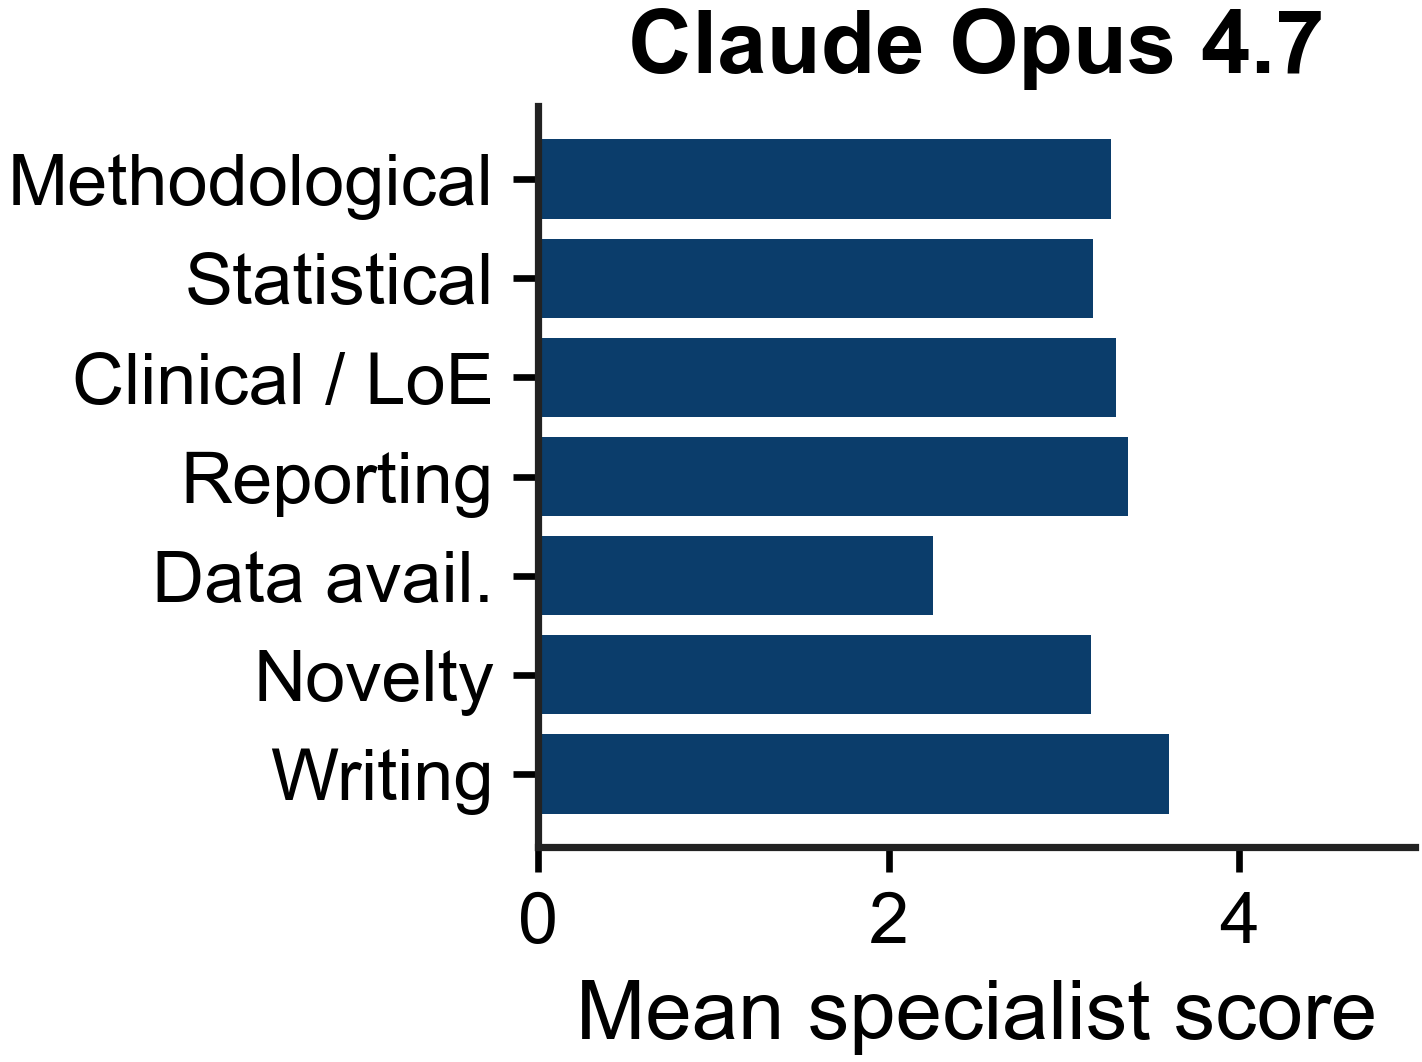 Claude Opus 4.7
Methodological
Statistical
Clinical / LoE
Reporting
Data avail.
Novelty
Writing
0 2 4
Mean specialist score